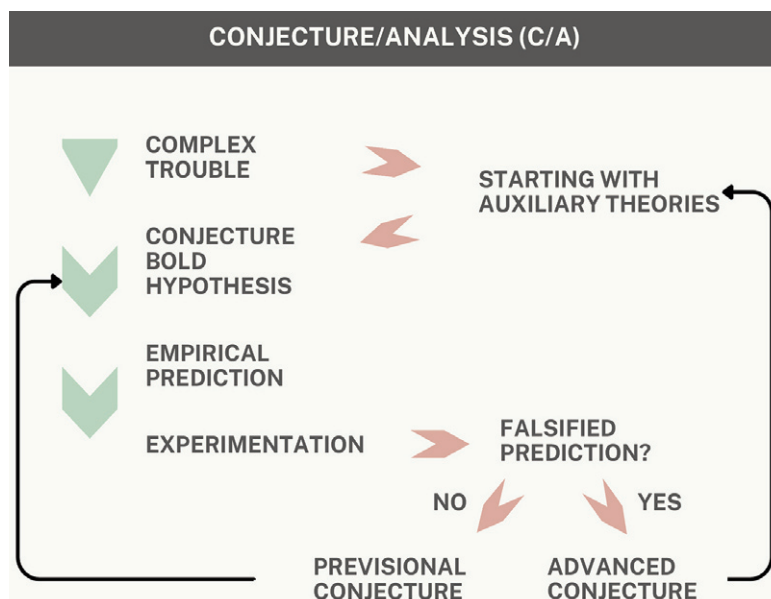 CONJECTURE/ANALYSIS (C/A)
COMPLEX
TROUBLE
STARTING WITH
AUXILIARY THEORIES
CONJECTURE
BOLD
HYPOTHESIS
EMPIRICAL
PREDICTION
EXPERIMENTATION
FALSIFIED
PREDICTION?
NO
YES
PREVISIONAL
CONJECTURE
ADVANCED
CONJECTURE